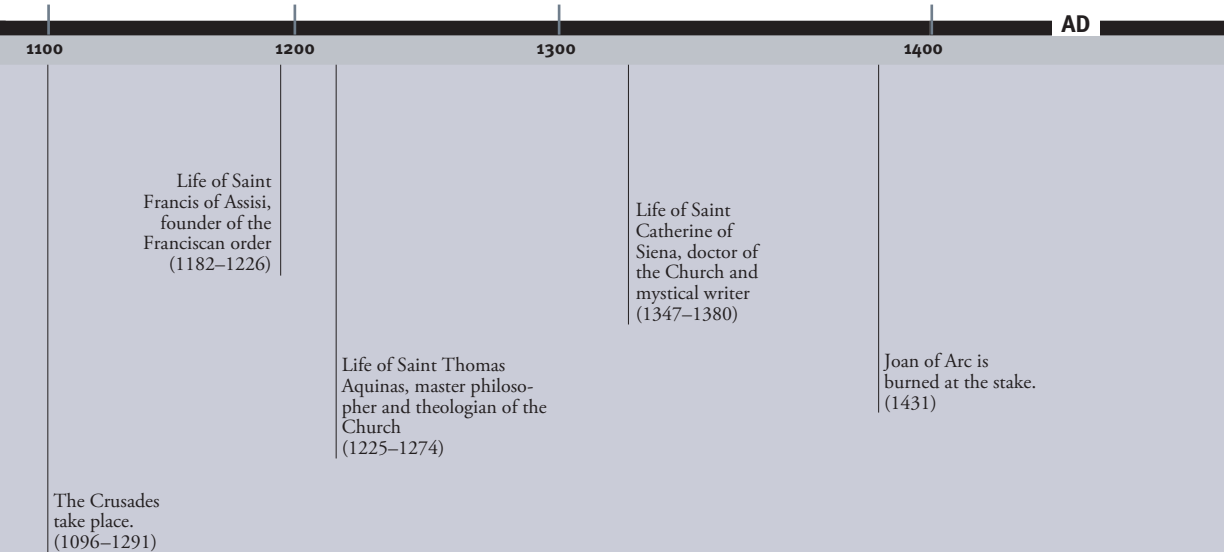 AD
1100
1200
1300
1400
Life of Saint
Francis of Assisi,
founder of the
Franciscan order
(1182–1226)
Life of Saint
Catherine of
Siena, doctor of
the Church and
mystical writer
(1347–1380)
Life of Saint Thomas
Aquinas, master philoso-
pher and theologian of the
Church
(1225–1274)
Joan of Arc is
burned at the stake.
(1431)
The Crusades
take place.
(1096–1291)